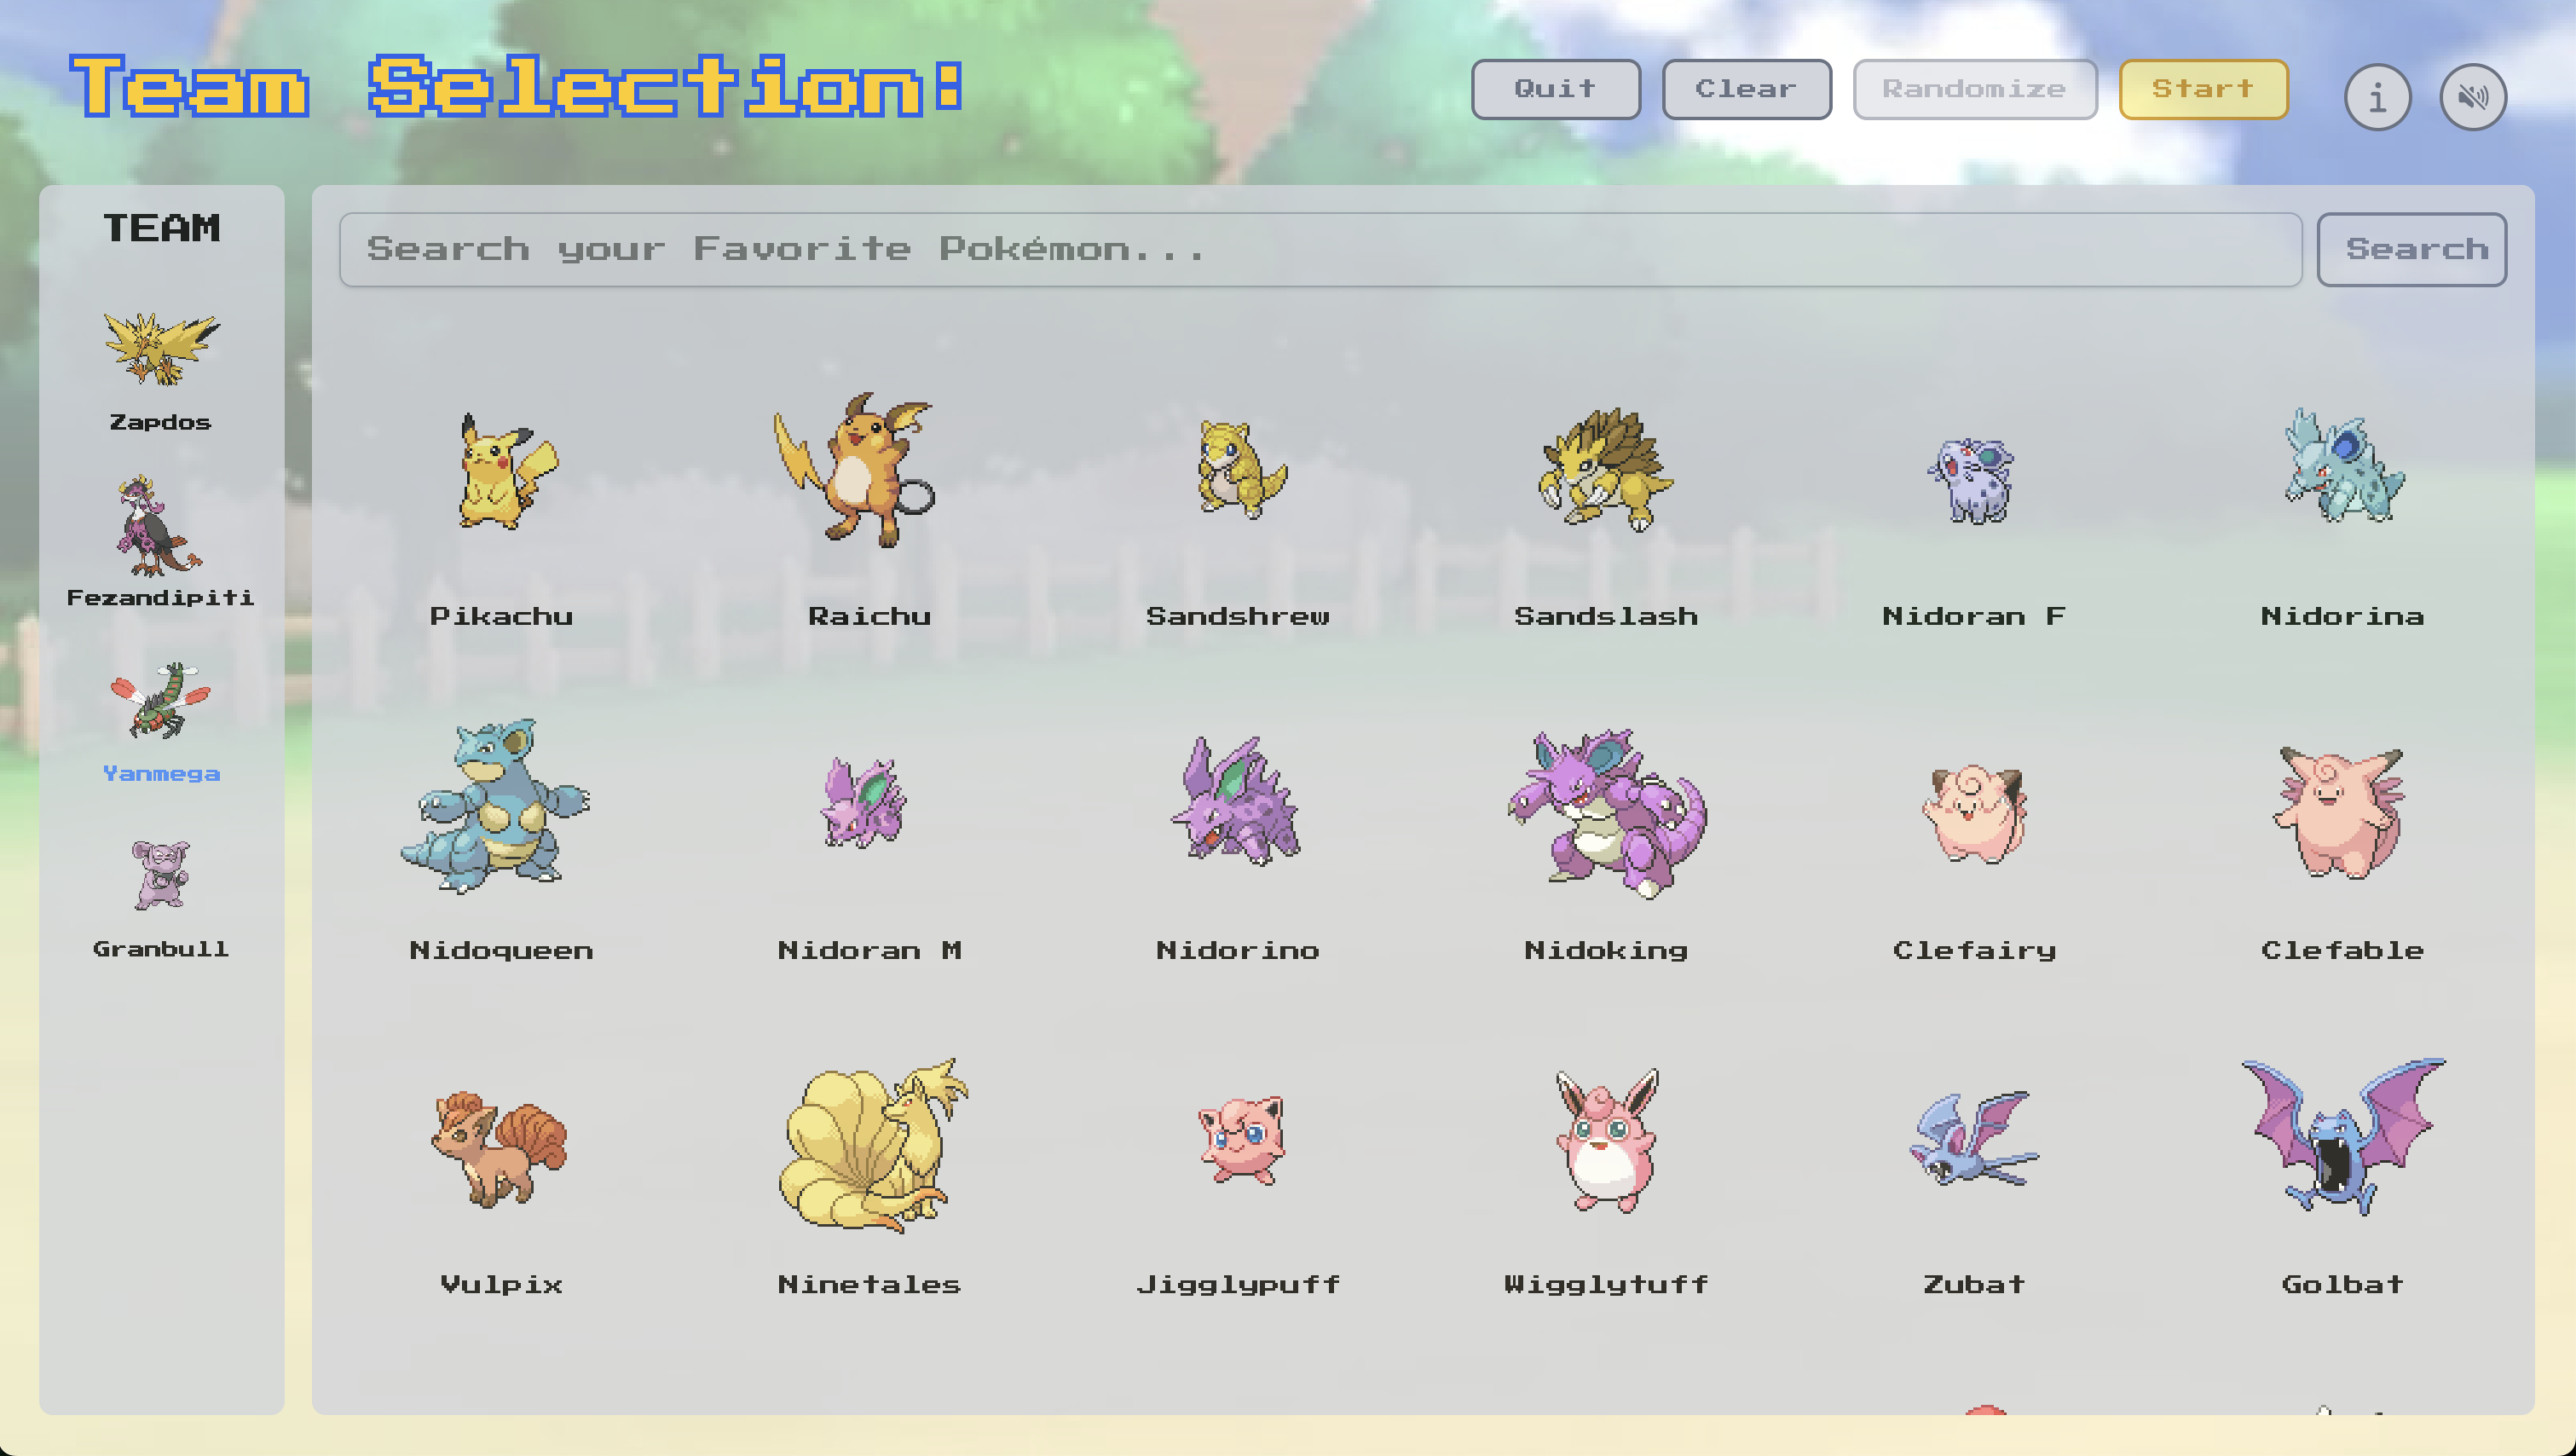 Team Selection:
Quit
Clear
Randomize
Start
i
TEAM
Zapdos
Fezandipiti
Yanmega
Granbull
Search your Favorite Pokémon...
Search
Pikachu
Raichu
Sandshrew
Sandslash
Nidoran F
Nidorina
Nidoqueen
Nidoran M
Nidorino
Nidoking
Clefairy
Clefable
Vulpix
Ninetales
Jigglypuff
Wigglytuff
Zubat
Golbat